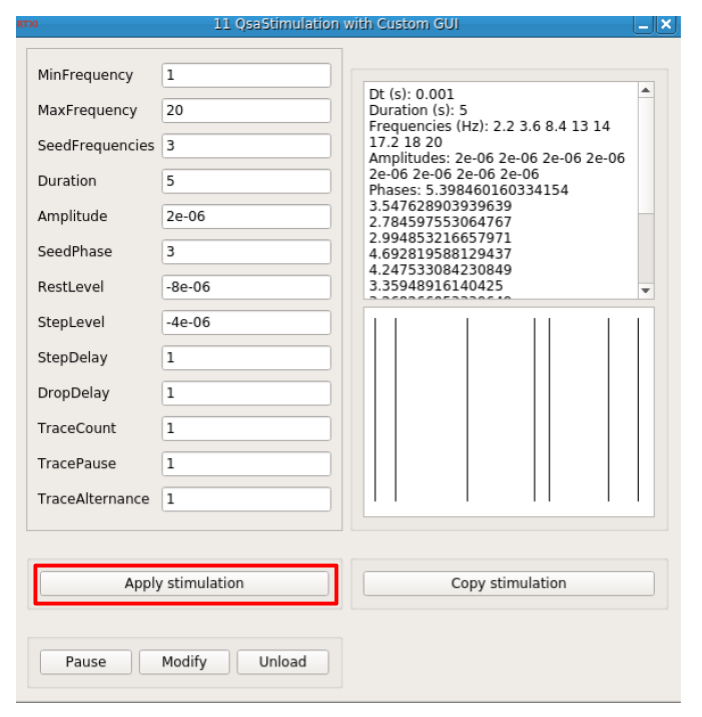 RTXI
11 QsaStimulation with Custom GUI
MinFrequency 1
MaxFrequency 20
SeedFrequencies 3
Duration 5
Amplitude 2e-06
SeedPhase 3
RestLevel -8e-06
StepLevel -4e-06
StepDelay 1
DropDelay 1
TraceCount 1
TracePause 1
TraceAlternance 1
Dt (s): 0.001
Duration (s): 5
Frequencies (Hz): 2.2 3.6 8.4 13 14
17.2 18 20
Amplitudes: 2e-06 2e-06 2e-06 2e-06
2e-06 2e-06 2e-06 2e-06
Phases: 5.398460160334154
3.547628903939639
2.784597553064767
2.994853216657971
4.692819588129437
4.247533084230849
3.35948916140425
Apply stimulation
Copy stimulation
Pause Modify Unload